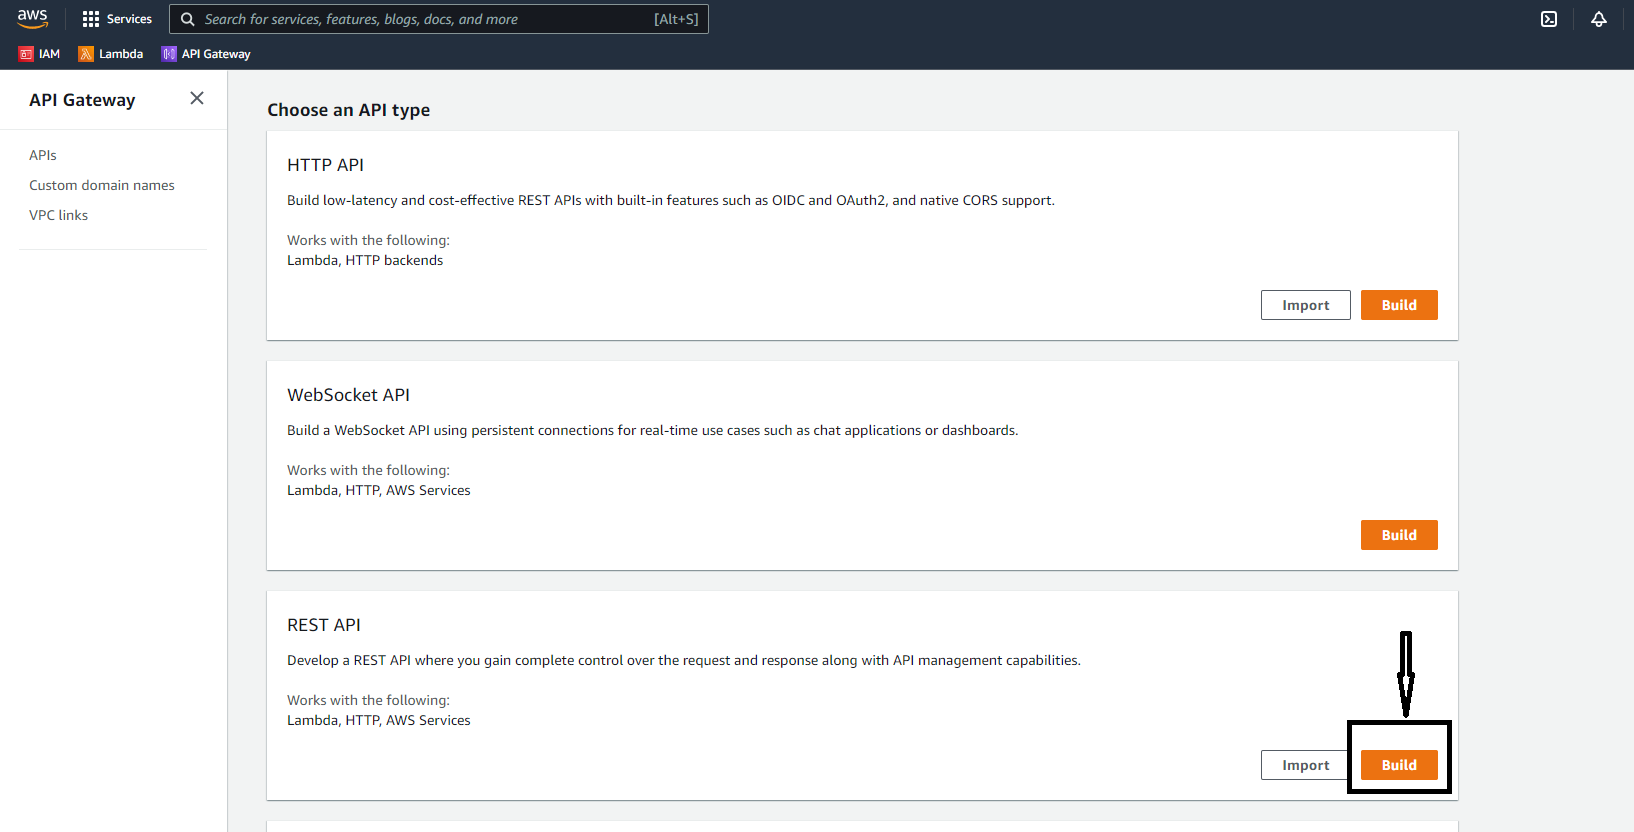 aws
Services
Search for services, features, blogs, docs, and more
[Alt+S]
IAM
Lambda
API Gateway
API Gateway
APIs
Custom domain names
VPC links
Choose an API type
HTTP API
Build low-latency and cost-effective REST APIs with built-in features such as OIDC and OAuth2, and native CORS support.
Works with the following:
Lambda, HTTP backends
Import
Build
WebSocket API
Build a WebSocket API using persistent connections for real-time use cases such as chat applications or dashboards.
Works with the following:
Lambda, HTTP, AWS Services
Build
REST API
Develop a REST API where you gain complete control over the request and response along with API management capabilities.
Works with the following:
Lambda, HTTP, AWS Services
Import
Build